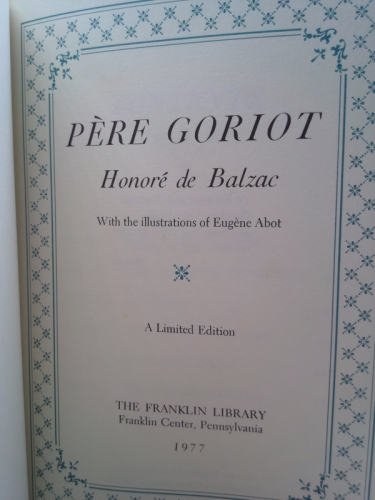 PÈRE GORIOT
Honoré de Balzac
With the illustrations of Eugène Abot
A Limited Edition
THE FRANKLIN LIBRARY
Franklin Center, Pennsylvania
1977